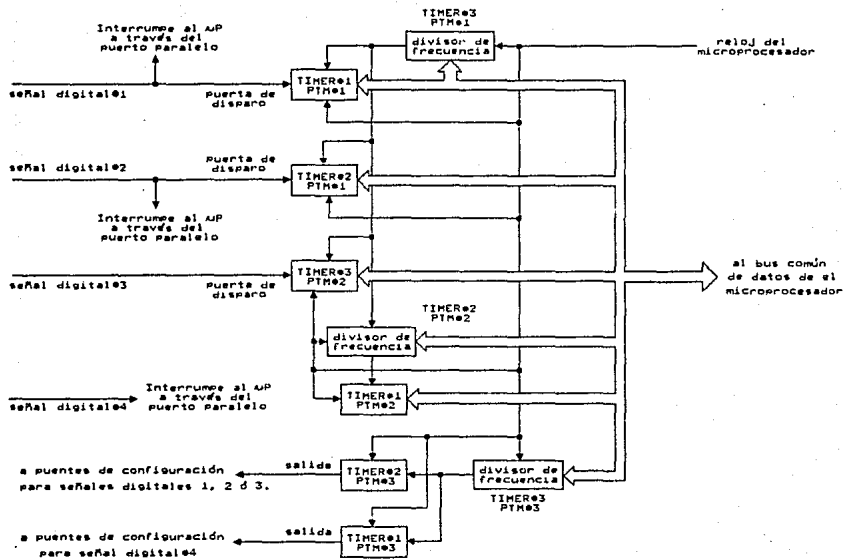 TIMER#3
PTM#1
Interrumpe al µP
a través del
puerto paralelo
divisor de
frecuencia
reloj del
microprocesador
señal digital#1
puerta de
disparo
TIMER#1
PTM#1
señal digital#2
puerta de
disparo
TIMER#2
PTM#1
Interrumpe al µP
a través del
puerto paralelo
señal digital#3
puerta de
disparo
TIMER#3
PTM#2
al bus común
de datos de el
microprocesador
TIMER#2
PTM#2
divisor de
frecuencia
señal digital#4
Interrumpe al µP
a través del
puerto paralelo
TIMER#1
PTM#2
a puentes de configuración
para señales digitales 1, 2 ó 3.
salida
TIMER#2
PTM#3
divisor de
frecuencia
TIMER#3
PTM#3
a puentes de configuración
para señal digital#4
salida
TIMER#1
PTM#3